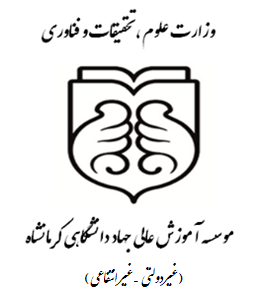 وزارت علوم ، تحقیقات و فناوری
موسسه آموزش عالی جهاد دانشگاهی کرمانشاه
(غیردولتی - غیرانتفاعی)